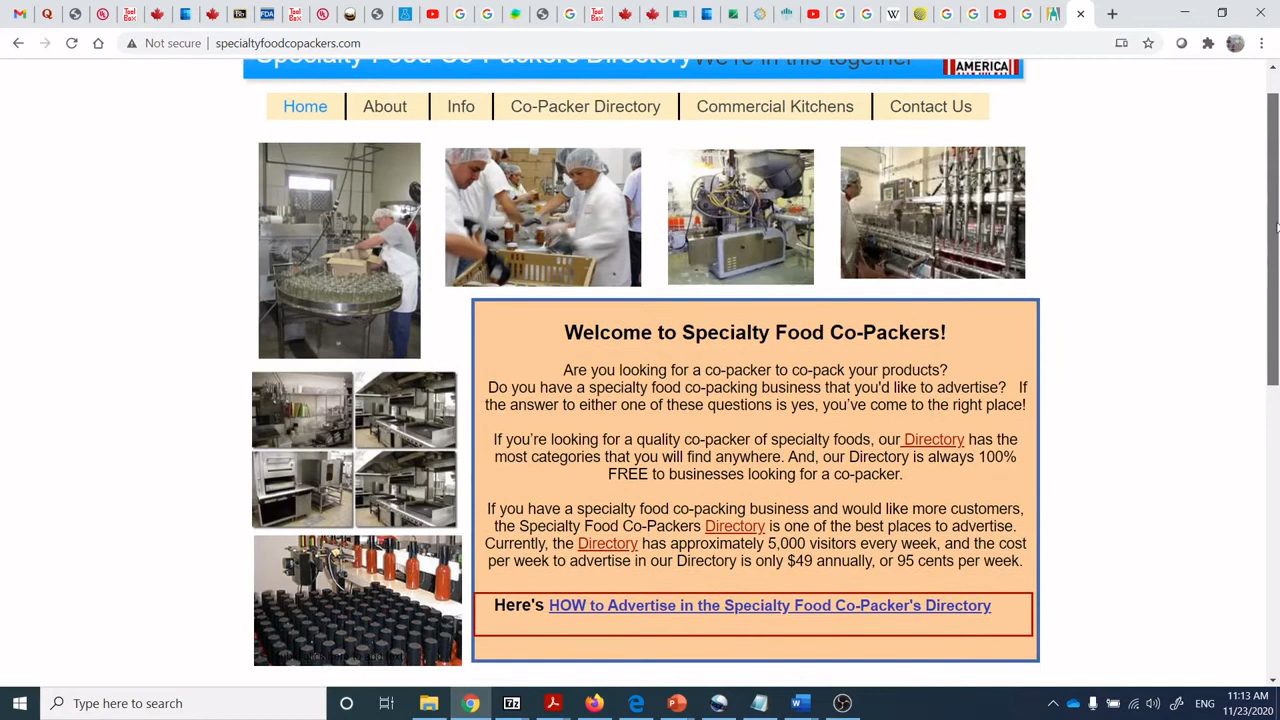 Not secure | specialtyfoodcopackers.com
Specialty Food Co-Packers Directory We're in this together
AMERICA
Home About Info Co-Packer Directory Commercial Kitchens Contact Us
Welcome to Specialty Food Co-Packers!
Are you looking for a co-packer to co-pack your products?
Do you have a specialty food co-packing business that you'd like to advertise? If
the answer to either one of these questions is yes, you've come to the right place!
If you're looking for a quality co-packer of specialty foods, our Directory has the
most categories that you will find anywhere. And, our Directory is always 100%
FREE to businesses looking for a co-packer.
If you have a specialty food co-packing business and would like more customers,
the Specialty Food Co-Packers Directory is one of the best places to advertise.
Currently, the Directory has approximately 5,000 visitors every week, and the cost
per week to advertise in our Directory is only $49 annually, or 95 cents per week.
Here's HOW to Advertise in the Specialty Food Co-Packer's Directory
Type here to search
ENG
11:13 AM
11/23/2020